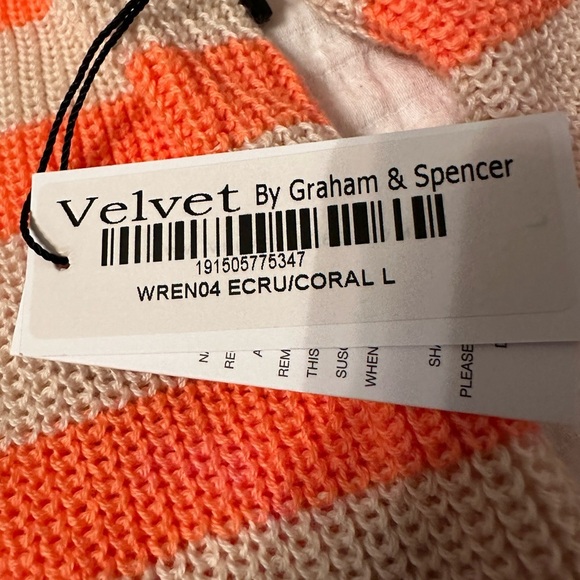 Velvet By Graham & Spencer
191505775347
WREN04 ECRU/CORAL L
REM
THIS
WHEN
PLEASE